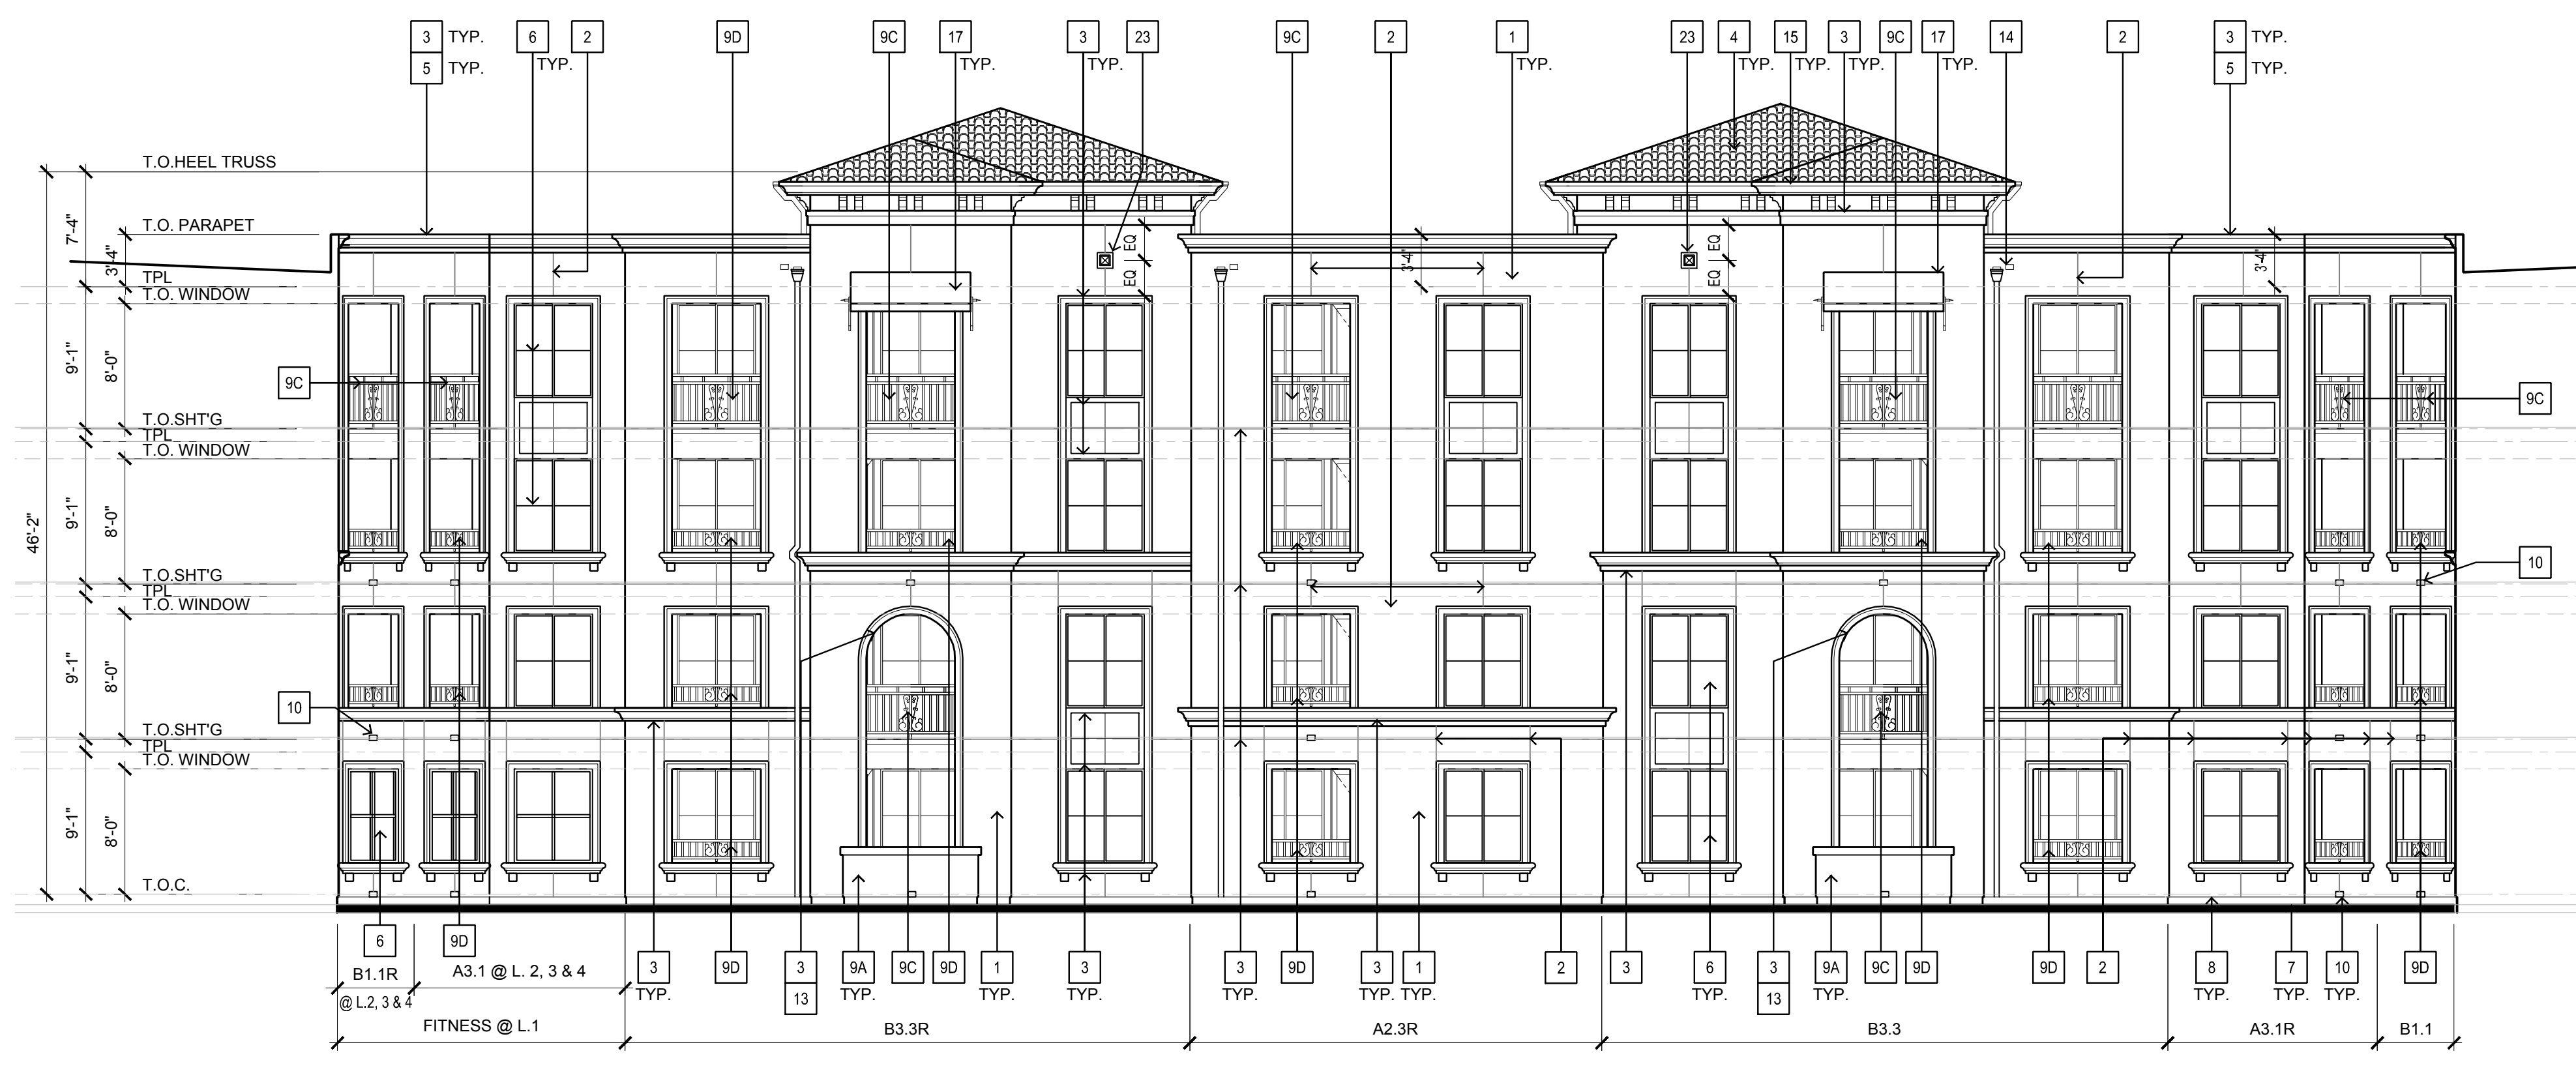 3 TYP. 6 2 9D 9C 17 3 23 9C 2 1 23 4 15 3 9C 17 14 2 3 TYP.
5 TYP. TYP. TYP. TYP. TYP. TYP. TYP. TYP. TYP. 5 TYP.
T.O.HEEL TRUSS
T.O. PARAPET
7'-4"
3'-4"
EQ
EQ
3'-4"
EQ
EQ
3'-4"
TPL
T.O. WINDOW
9'-1"
8'-0"
9C
9C
T.O.SHT'G
TPL
T.O. WINDOW
46'-2"
9'-1"
8'-0"
10
T.O.SHT'G
TPL
T.O. WINDOW
9'-1"
8'-0"
10
T.O.SHT'G
TPL
T.O. WINDOW
9'-1"
8'-0"
T.O.C.
6 9D 3 9D 3 9A 9C 9D 1 3 3 9D 3 1 2 3 6 3 9A 9C 9D 9D 2 8 7 10 9D
B1.1R A3.1 @ L. 2, 3 & 4 TYP. 13 TYP. TYP. TYP. TYP. TYP. TYP. TYP. 13 TYP. TYP. TYP. TYP.
@ L.2, 3 & 4
FITNESS @ L.1 B3.3R A2.3R B3.3 A3.1R B1.1